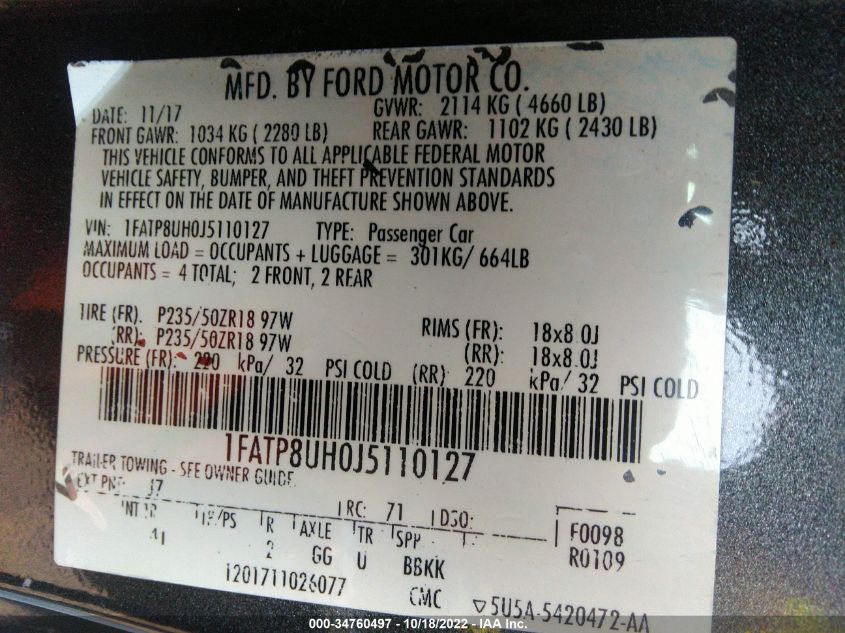 MFD. BY FORD MOTOR CO.
DATE: 11/17 GVWR: 2114 KG ( 4660 LB)
FRONT GAWR: 1034 KG ( 2280 LB) REAR GAWR: 1102 KG ( 2430 LB)
THIS VEHICLE CONFORMS TO ALL APPLICABLE FEDERAL MOTOR
VEHICLE SAFETY, BUMPER, AND THEFT PREVENTION STANDARDS
IN EFFECT ON THE DATE OF MANUFACTURE SHOWN ABOVE.
VIN: 1FATP8UH0J5110127 TYPE: Passenger Car
MAXIMUM LOAD = OCCUPANTS + LUGGAGE = 301KG/ 664LB
OCCUPANTS = 4 TOTAL; 2 FRONT, 2 REAR
TIRE (FR): P235/50ZR18 97W RIMS (FR): 18x8.0J
(RR): P235/50ZR18 97W (RR): 18x8.0J
PRESSURE (FR): 220 kPa/ 32 PSI COLD (RR) 220 kPa/ 32 PSI COLD
1FATP8UH0J5110127
TRAILER TOWING - SEE OWNER GUIDE
EXT PNT: J7 RC: 71 DSO: F0098
INT TR TP/PS R AXLE TR SPR R0109
4I 2 GG U BBKK
1201711026077 CMC ▽5U5A-5420472-AA
000-34760497 - 10/18/2022 - IAA Inc.